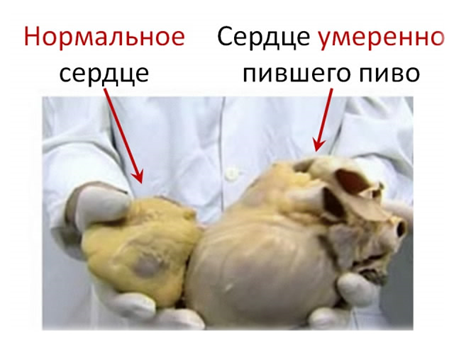 Нормальное
сердце
Сердце умеренно
пившего пиво